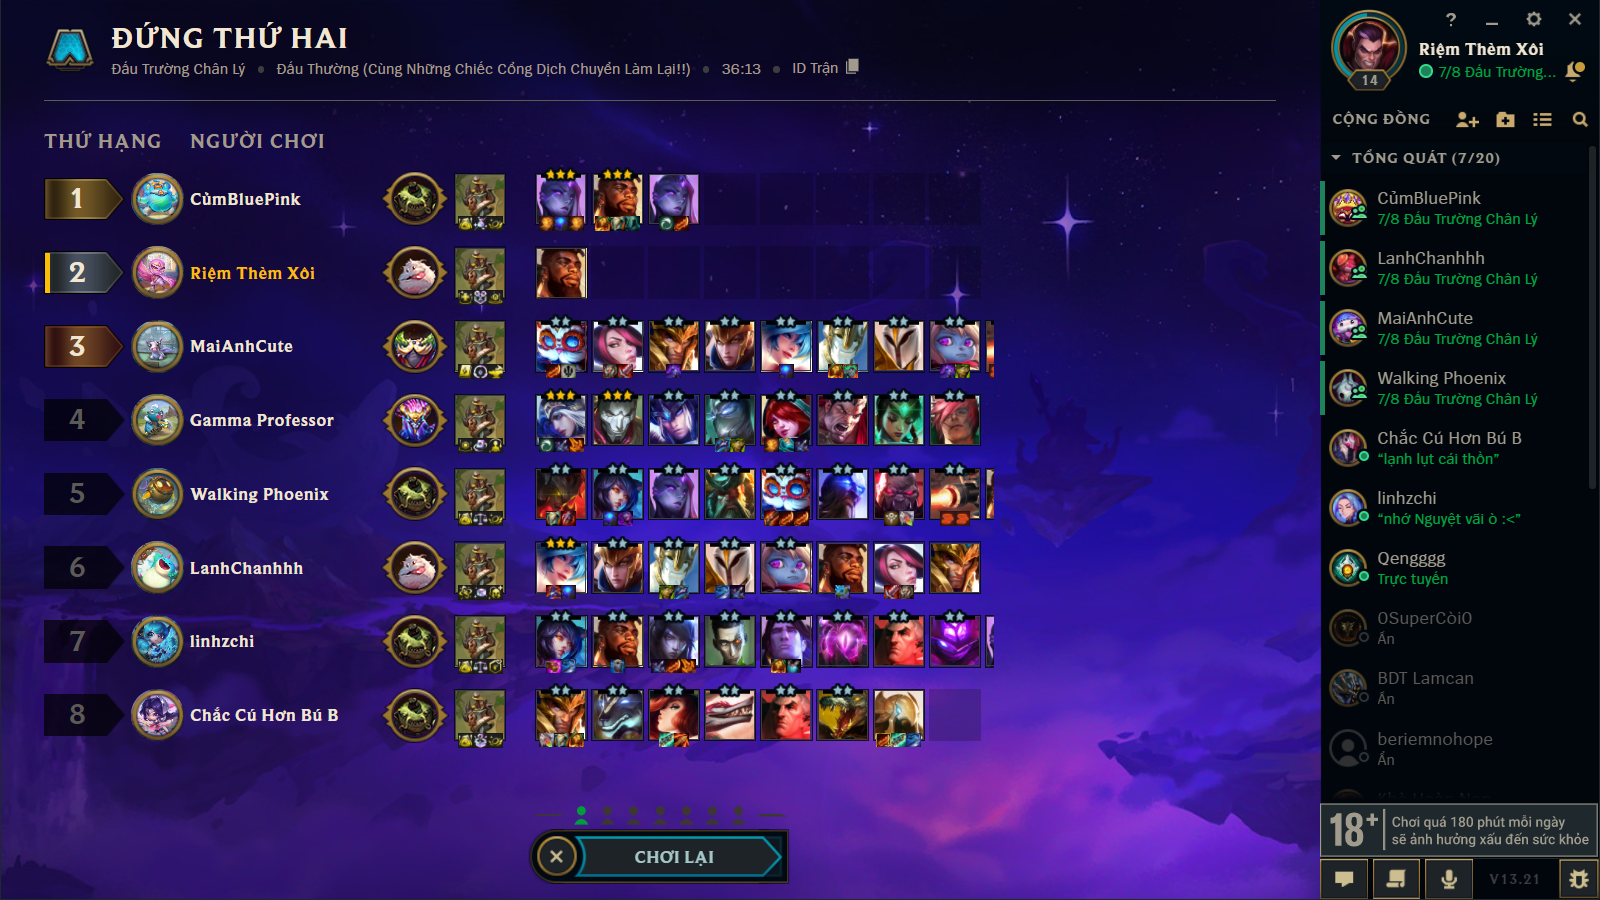 ĐỨNG THỨ HAI
Đấu Trường Chân Lý • Đấu Thường (Cùng Những Chiếc Cổng Dịch Chuyển Làm Lại!!) • 36:13 • ID Trận
THỨ HẠNG NGƯỜI CHƠI
1 CủmBluePink
2 Riệm Thèm Xôi
3 MaiAnhCute
4 Gamma Professor
5 Walking Phoenix
6 LanhChanhhh
7 linhzchi
8 Chắc Cú Hơn Bú B
CHƠI LẠI
?
Riệm Thèm Xôi
14
7/8 Đấu Trường...
CỘNG ĐỒNG
TỔNG QUÁT (7/20)
CủmBluePink
7/8 Đấu Trường Chân Lý
LanhChanhhh
7/8 Đấu Trường Chân Lý
MaiAnhCute
7/8 Đấu Trường Chân Lý
Walking Phoenix
7/8 Đấu Trường Chân Lý
Chắc Cú Hơn Bú B
“lạnh lụt cái thồn”
linhzchi
“nhớ Nguyệt vãi ò :<”
Qengggg
Trực tuyến
0SuperCòi0
Ẩn
BDT Lamcan
Ẩn
beriemnohope
Ẩn
18+
Chơi quá 180 phút mỗi ngày
sẽ ảnh hưởng xấu đến sức khỏe
V13.21